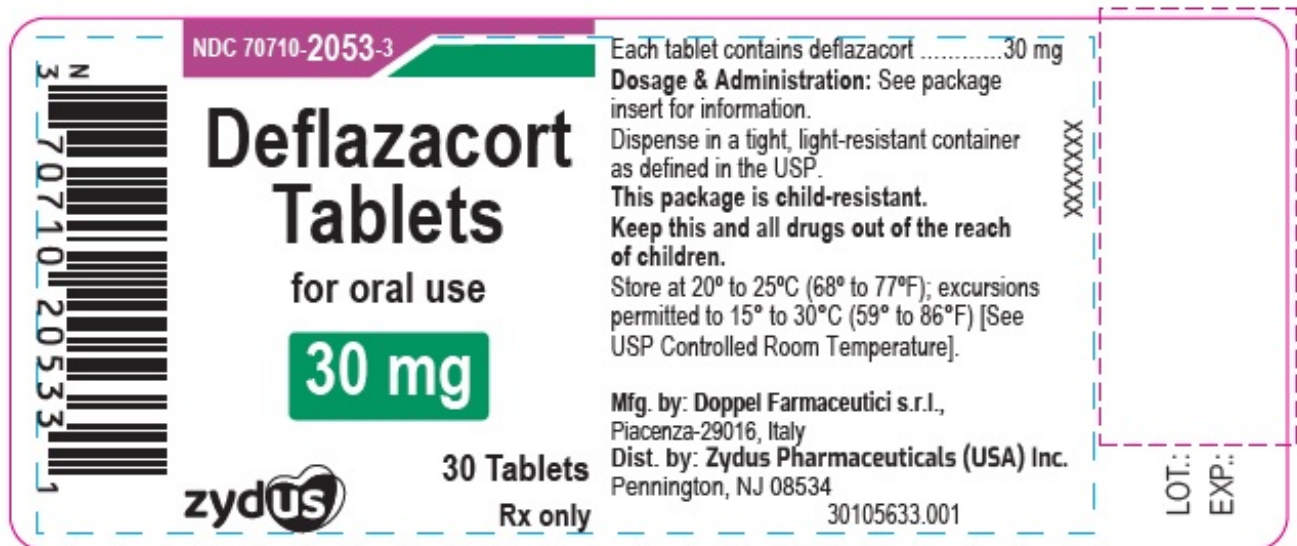 N
3 70710 20533 1
NDC 70710-2053-3
Deflazacort
Tablets
for oral use
30 mg
30 Tablets
Rx only
zydus
Each tablet contains deflazacort ............30 mg
Dosage & Administration: See package
insert for information.
Dispense in a tight, light-resistant container
as defined in the USP.
This package is child-resistant.
Keep this and all drugs out of the reach
of children.
Store at 20° to 25°C (68° to 77°F); excursions
permitted to 15° to 30°C (59° to 86°F) [See
USP Controlled Room Temperature].
Mfg. by: Doppel Farmaceutici s.r.l.,
Piacenza-29016, Italy
Dist. by: Zydus Pharmaceuticals (USA) Inc.
Pennington, NJ 08534
30105633.001
XXXXXXX
LOT.:
EXP.: